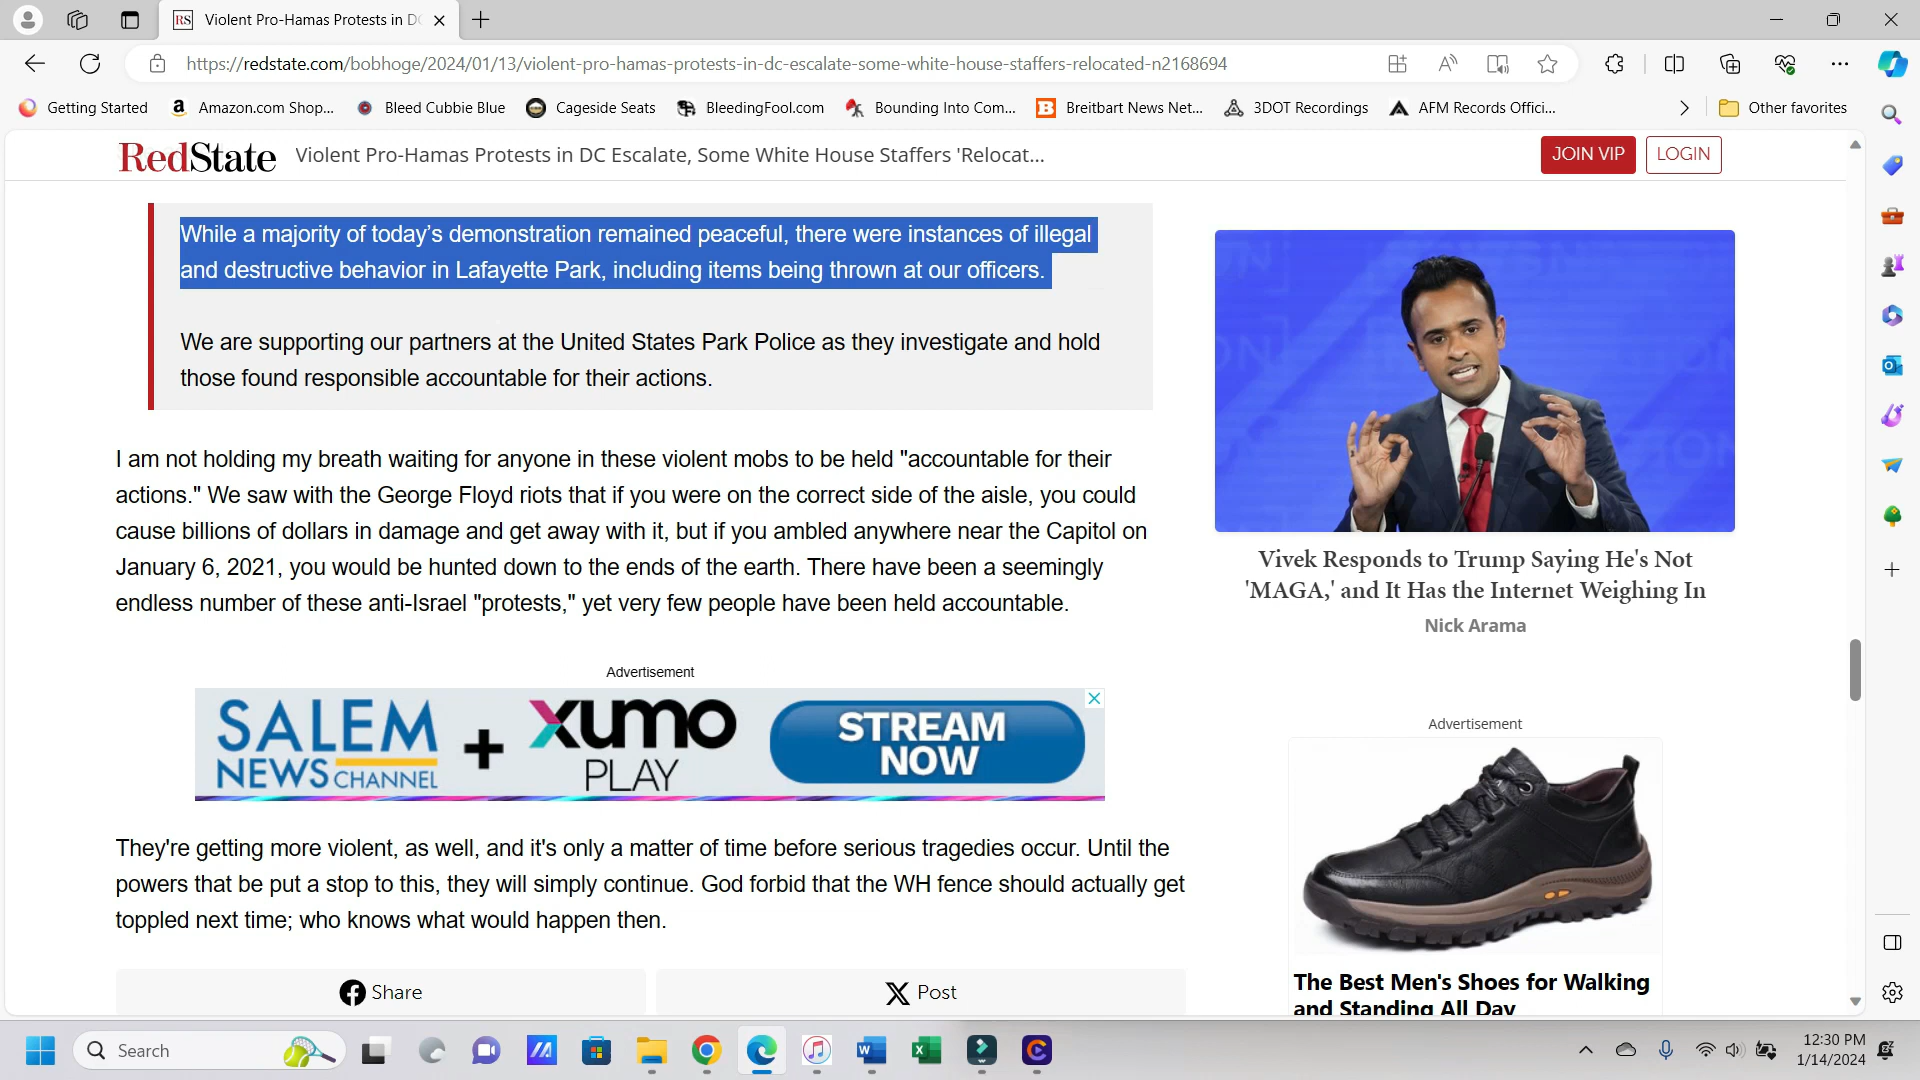 RS Violent Pro-Hamas Protests in D
https://redstate.com/bobhoge/2024/01/13/violent-pro-hamas-protests-in-dc-escalate-some-white-house-staffers-relocated-n2168694
Getting Started
a Amazon.com Shop...
Bleed Cubbie Blue
Cageside Seats
BleedingFool.com
Bounding Into Com...
B Breitbart News Net...
3DOT Recordings
AFM Records Offici...
Other favorites
RedState Violent Pro-Hamas Protests in DC Escalate, Some White House Staffers 'Relocat...
JOIN VIP
LOGIN
While a majority of today’s demonstration remained peaceful, there were instances of illegal
and destructive behavior in Lafayette Park, including items being thrown at our officers.
We are supporting our partners at the United States Park Police as they investigate and hold
those found responsible accountable for their actions.
I am not holding my breath waiting for anyone in these violent mobs to be held "accountable for their
actions." We saw with the George Floyd riots that if you were on the correct side of the aisle, you could
cause billions of dollars in damage and get away with it, but if you ambled anywhere near the Capitol on
January 6, 2021, you would be hunted down to the ends of the earth. There have been a seemingly
endless number of these anti-Israel "protests," yet very few people have been held accountable.
Advertisement
SALEM
NEWS CHANNEL
+
xumo
PLAY
STREAM
NOW
They're getting more violent, as well, and it's only a matter of time before serious tragedies occur. Until the
powers that be put a stop to this, they will simply continue. God forbid that the WH fence should actually get
toppled next time; who knows what would happen then.
Share
Post
Vivek Responds to Trump Saying He's Not
'MAGA,' and It Has the Internet Weighing In
Nick Arama
Advertisement
The Best Men's Shoes for Walking
and Standing All Day
Search
12:30 PM
1/14/2024